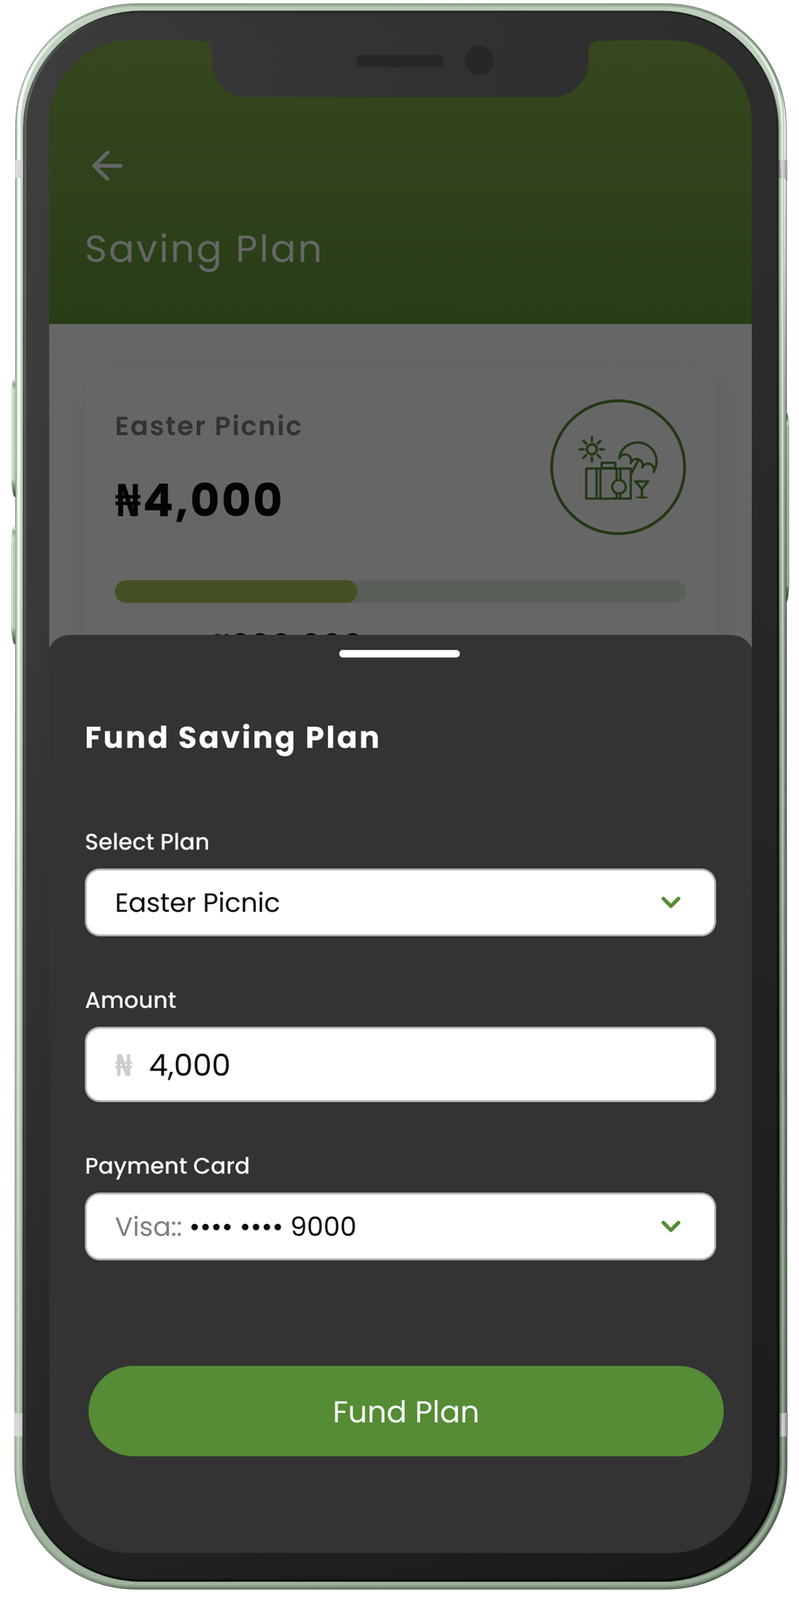 Saving Plan
Easter Picnic
₦4,000
Fund Saving Plan
Select Plan
Easter Picnic
Amount
₦ 4,000
Payment Card
Visa:: •••• •••• 9000
Fund Plan